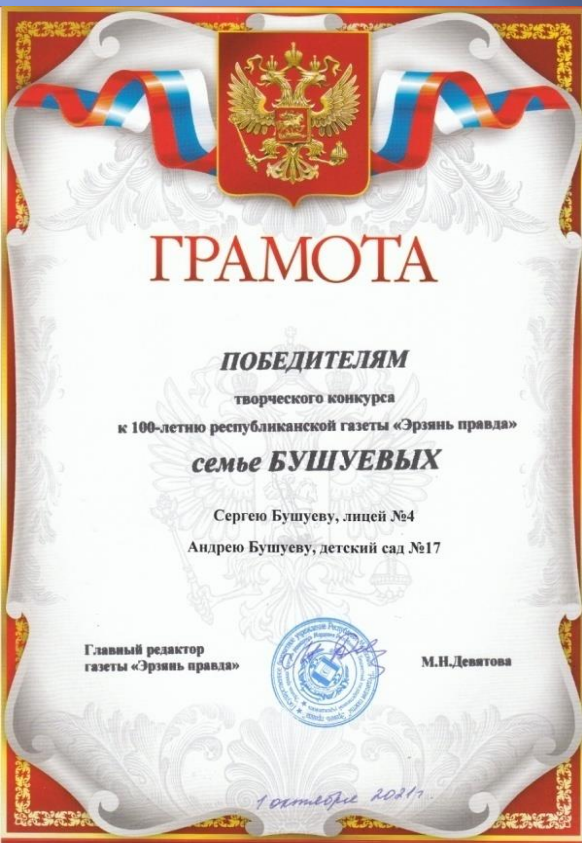 ГРАМОТА
ПОБЕДИТЕЛЯМ
творческого конкурса
к 100-летию республиканской газеты «Эрзянь правда»
семье БУШУЕВЫХ
Сергею Бушуеву, лицей №4
Андрею Бушуеву, детский сад №17
Главный редактор
газеты «Эрзянь правда»
М.Н.Девятова
1 октября 2021г.